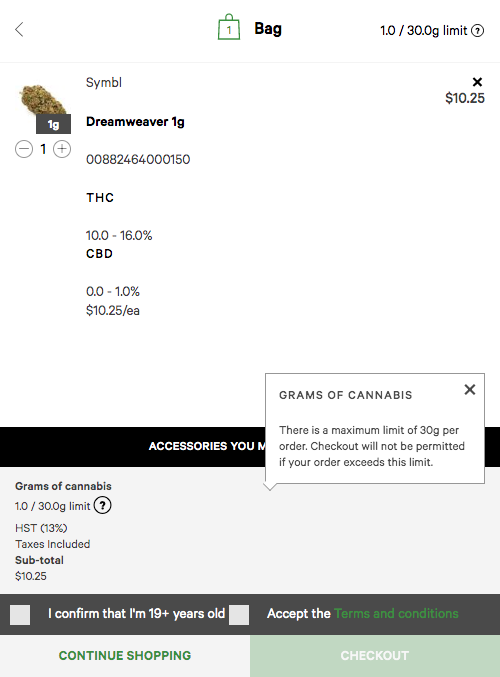 1
Bag
1.0 / 30.0g limit ?
Symbl
$10.25
1g
Dreamweaver 1g
1
00882464000150
THC
10.0 - 16.0%
CBD
0.0 - 1.0%
$10.25/ea
GRAMS OF CANNABIS
There is a maximum limit of 30g per
order. Checkout will not be permitted
if your order exceeds this limit.
ACCESSORIES YOU
Grams of cannabis
1.0 / 30.0g limit ?
HST (13%)
Taxes Included
Sub-total
$10.25
I confirm that I'm 19+ years old
Accept the Terms and conditions
CONTINUE SHOPPING
CHECKOUT